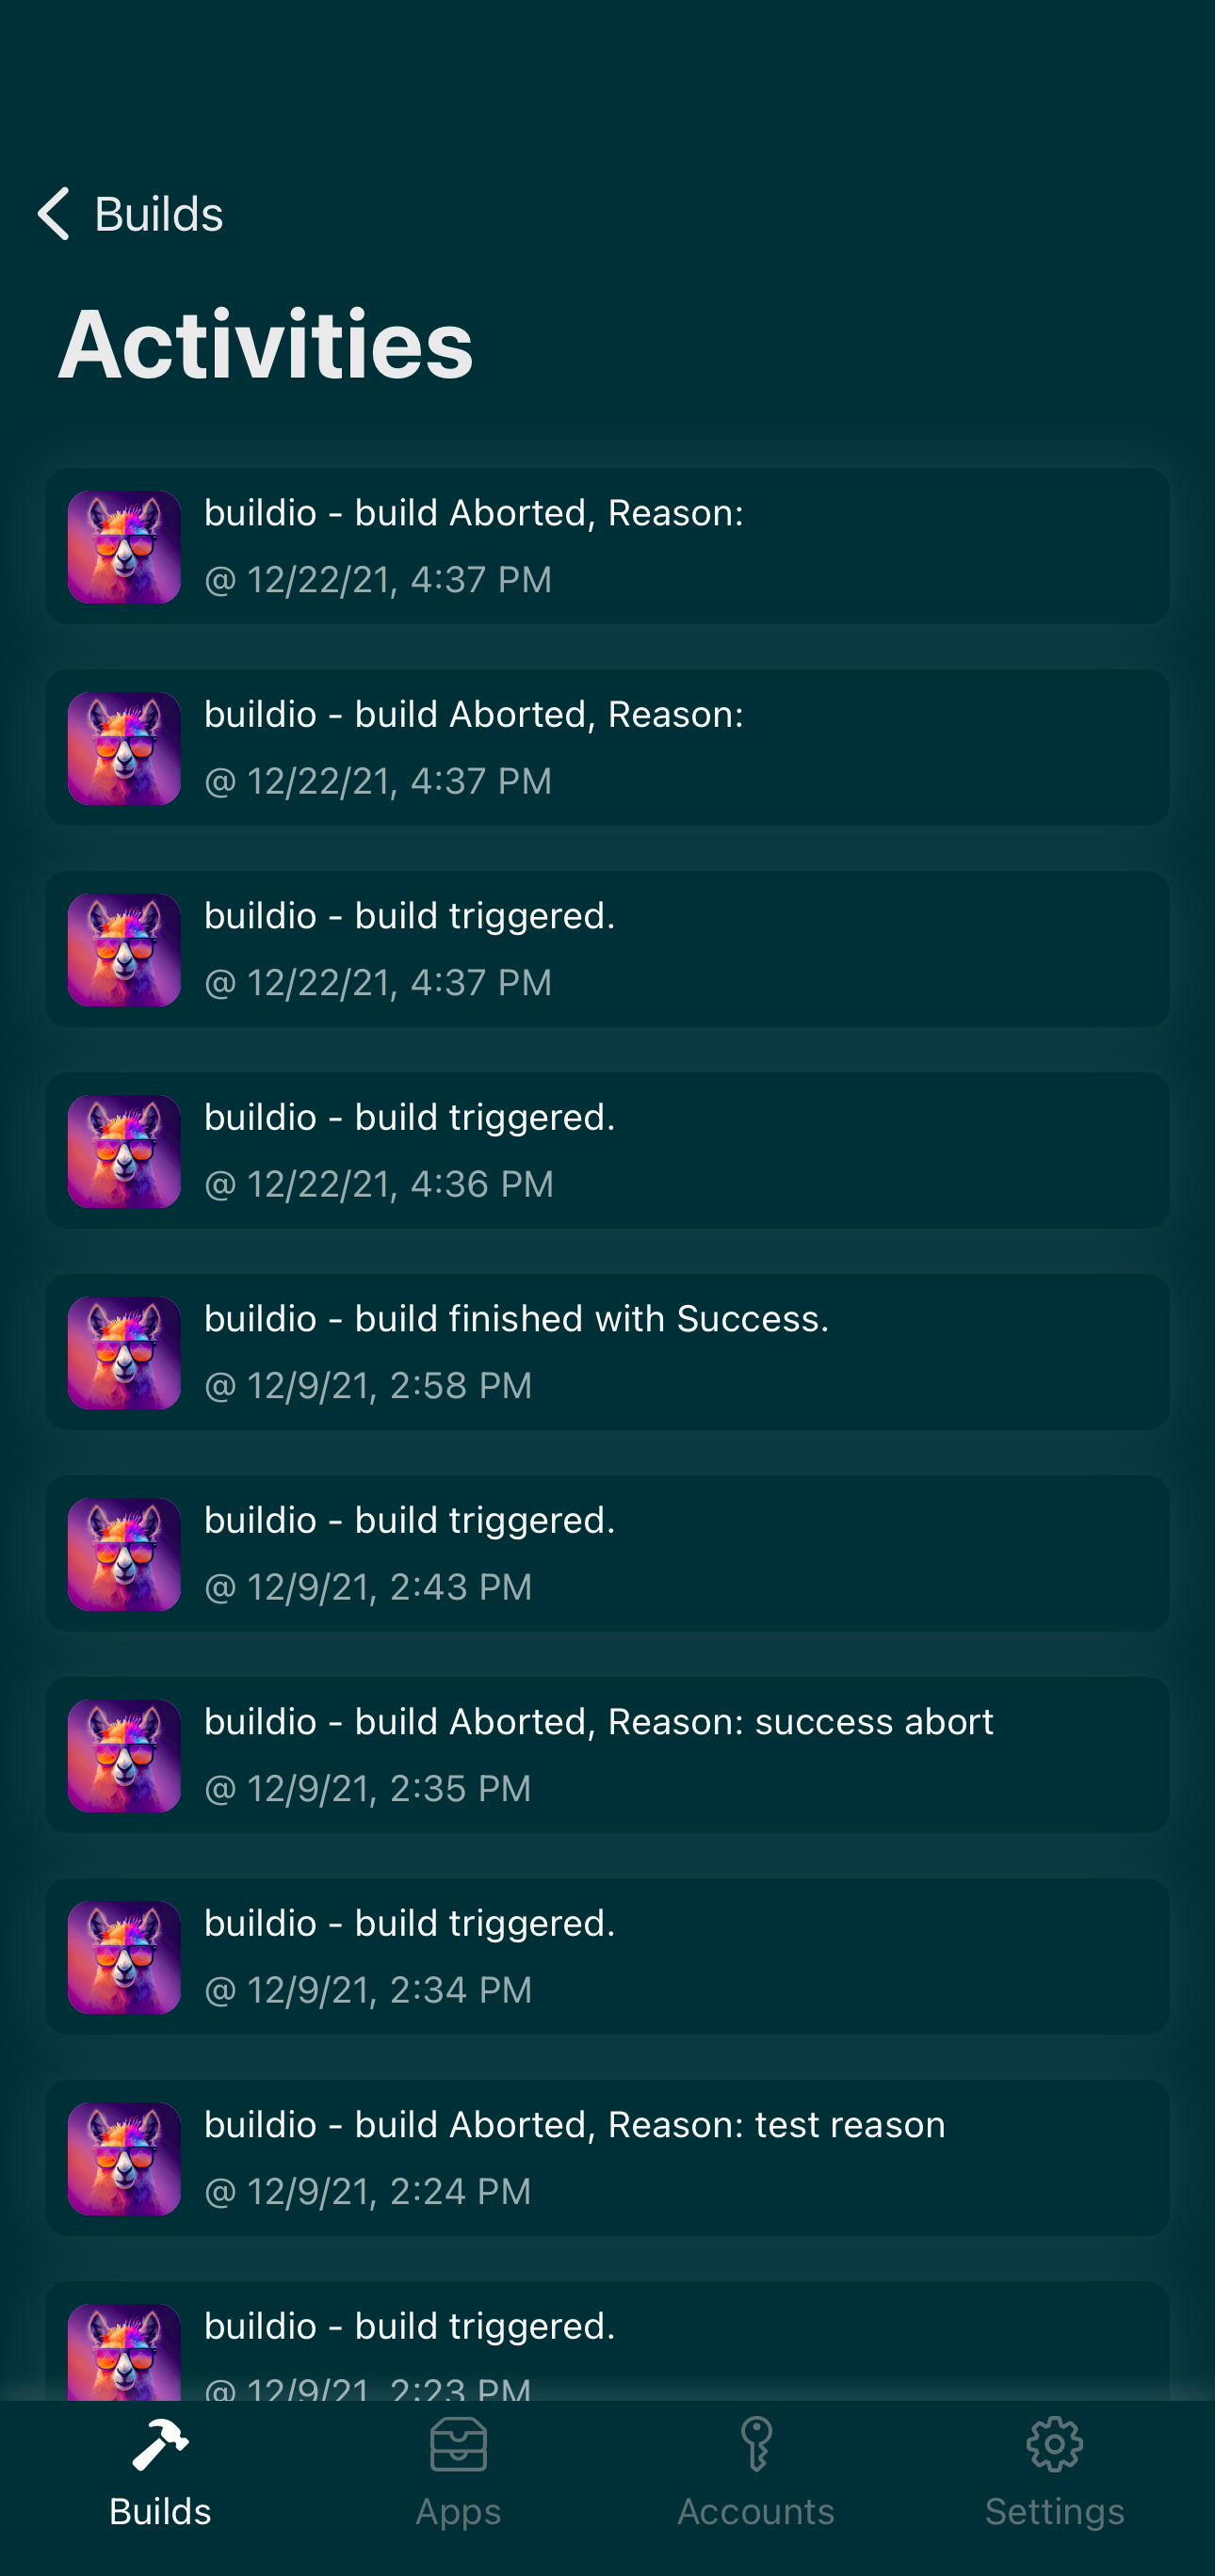 Builds
Activities
buildio - build Aborted, Reason:
@ 12/22/21, 4:37 PM
buildio - build Aborted, Reason:
@ 12/22/21, 4:37 PM
buildio - build triggered.
@ 12/22/21, 4:37 PM
buildio - build triggered.
@ 12/22/21, 4:36 PM
buildio - build finished with Success.
@ 12/9/21, 2:58 PM
buildio - build triggered.
@ 12/9/21, 2:43 PM
buildio - build Aborted, Reason: success abort
@ 12/9/21, 2:35 PM
buildio - build triggered.
@ 12/9/21, 2:34 PM
buildio - build Aborted, Reason: test reason
@ 12/9/21, 2:24 PM
buildio - build triggered.
@ 12/9/21, 2:23 PM
Builds
Apps
Accounts
Settings